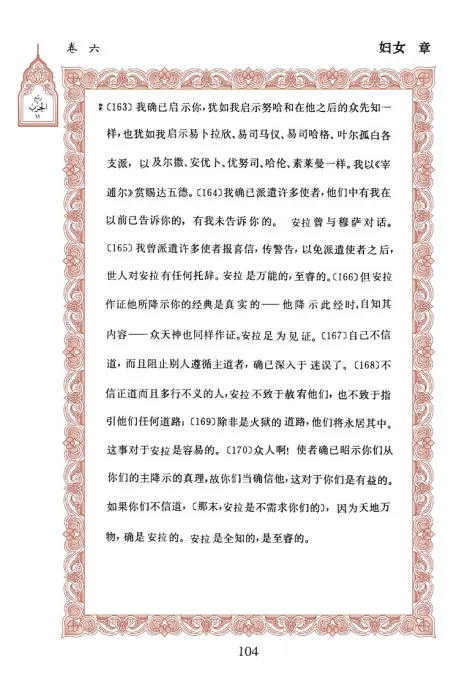 卷 六
妇女 章
ربع
الحزب
١١
〔163〕我确已启示你，犹如我启示努哈和在他之后的众先知一
样，也犹如我启示易卜拉欣、易司马仪、易司哈格、叶尔孤白各
支派，以及尔撒、安优卜、优努司、哈伦、素莱曼一样。我以《宰
逋尔》赏赐达五德。〔164〕我确已派遣许多使者，他们中有我在
以前已告诉你的，有我未告诉你的。 安拉曾与穆萨对话。
〔165〕我曾派遣许多使者报喜信，传警告，以免派遣使者之后，
世人对安拉有任何托辞。安拉是万能的，至睿的。〔166〕但安拉
作证他所降示你的经典是真实的——他降示此经时，自知其
内容——众天神也同样作证。安拉足为见证。〔167〕自己不信
道，而且阻止别人遵循主道者，确已深入于迷误了。〔168〕不
信正道而且多行不义的人，安拉不致于赦宥他们，也不致于指
引他们任何道路；〔169〕除非是火狱的道路，他们将永居其中。
这事对于安拉是容易的。〔170〕众人啊！使者确已昭示你们从
你们的主降示的真理，故你们当确信他，这对于你们是有益的。
如果你们不信道，〔那末，安拉是不需求你们的〕，因为天地万
物，确是安拉的。安拉是全知的，是至睿的。
104